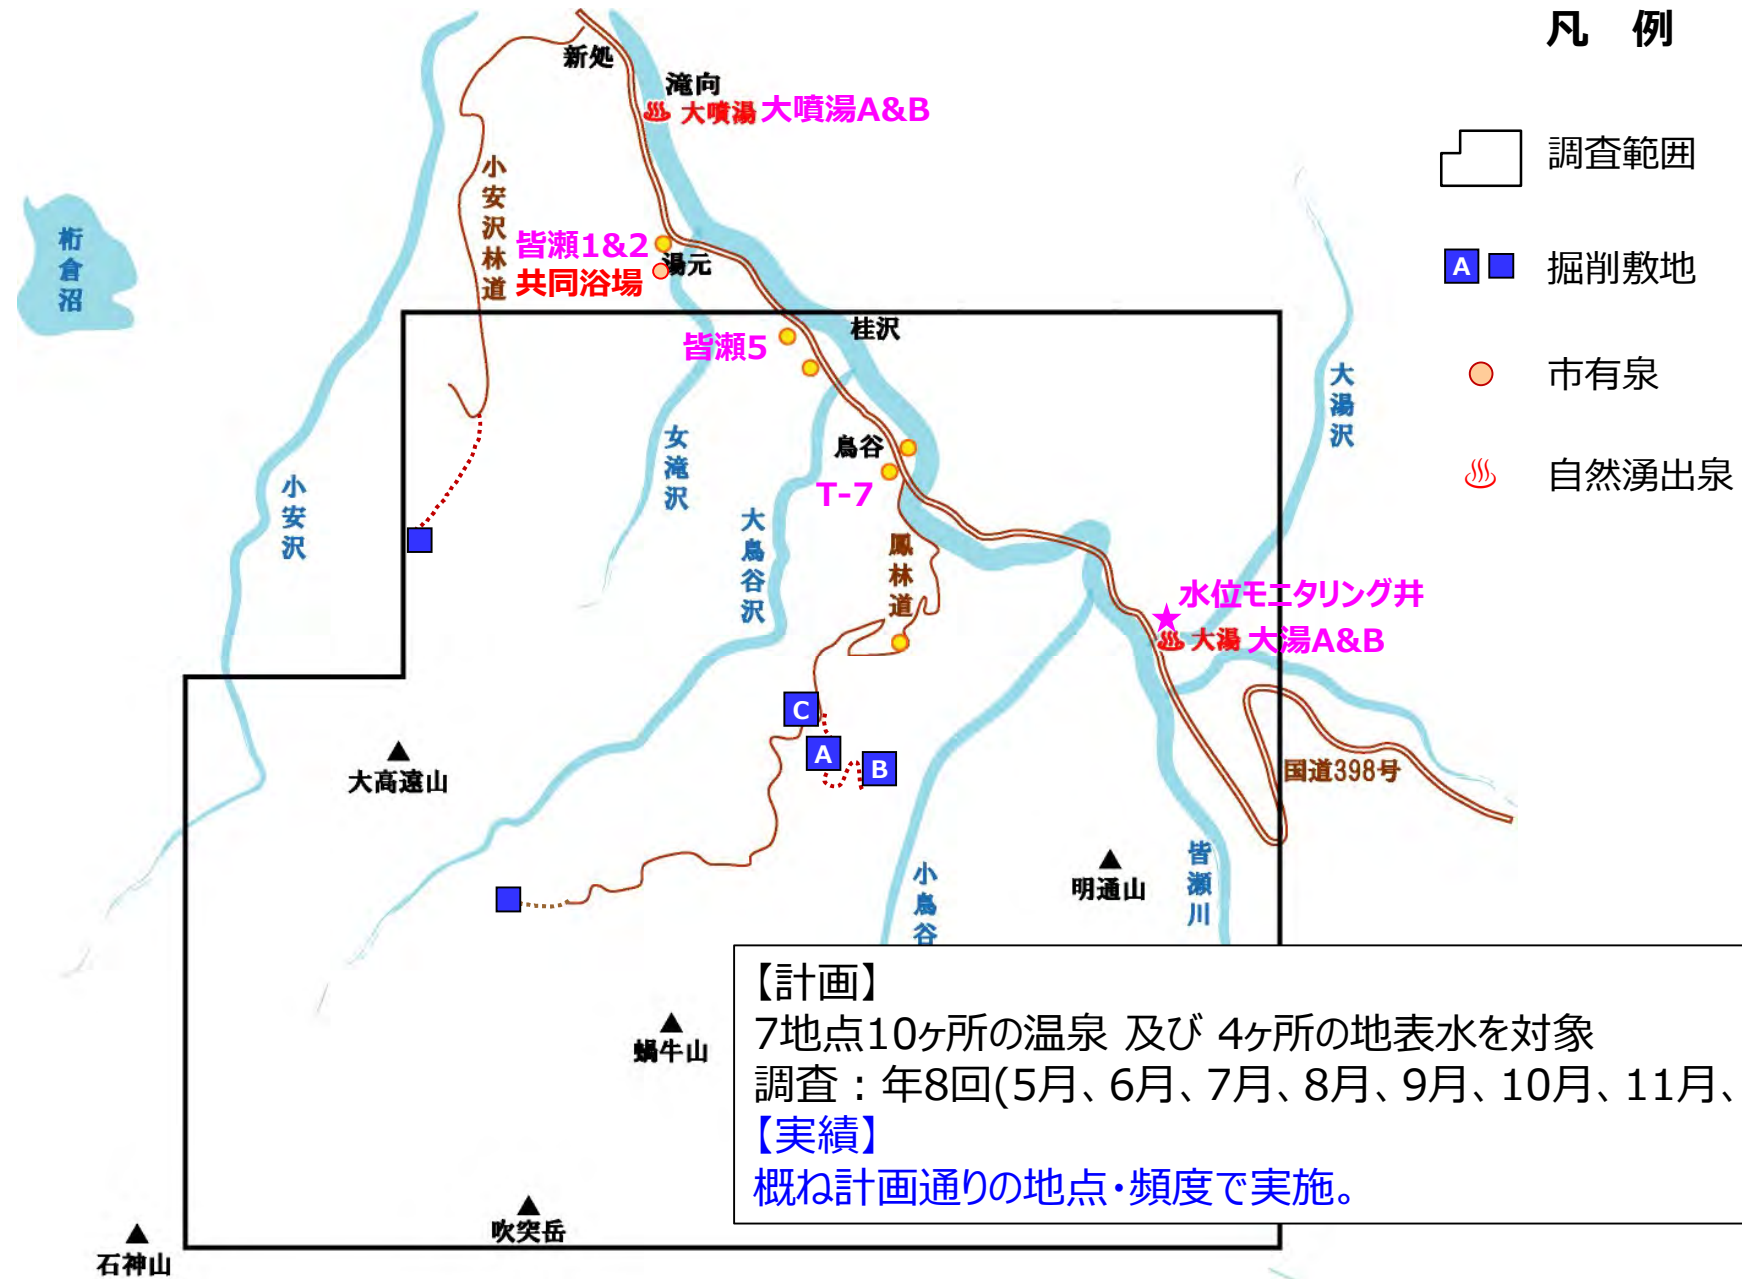 凡 例
調査範囲
A 掘削敷地
市有泉
自然湧出泉
新処
滝向
大噴湯 大噴湯A&B
小安沢林道
桁倉沼
皆瀬1&2
湯元
共同浴場
桂沢
皆瀬5
大湯沢
女滝沢
鳥谷
T-7
小安沢
大鳥谷沢
鳳林道
水位モニタリング井
大湯 大湯A&B
C
A
B
大高遠山
国道398号
明通山
皆瀬川
小鳥谷
蝸牛山
吹突岳
石神山
【計画】
7地点10ヶ所の温泉 及び 4ヶ所の地表水を対象
調査：年8回(5月、6月、7月、8月、9月、10月、11月、
【実績】
概ね計画通りの地点・頻度で実施。